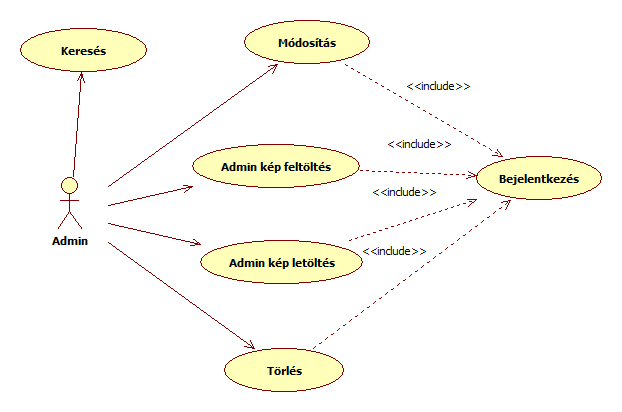 Módosítás
Keresés
<<include>>
<<include>>
Admin kép feltöltés
Bejelentkezés
<<include>>
Admin
<<include>>
Admin kép letöltés
Törlés